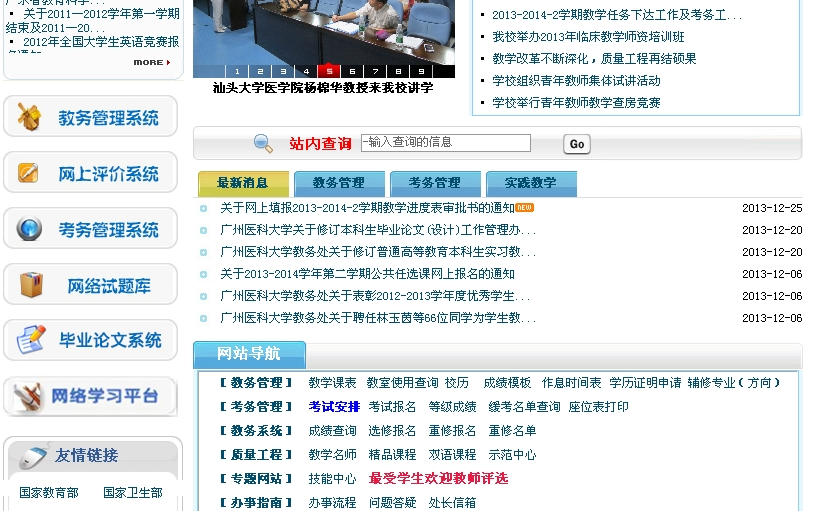 • 关于2011—2012学年第一学期
结束及2011—20...
• 2012年全国大学生英语竞赛报
MORE
教务管理系统
网上评价系统
考务管理系统
网络试题库
毕业论文系统
网络学习平台
友情链接
国家教育部 国家卫生部
1 2 3 4 5 6 7 8 9
汕头大学医学院杨棉华教授来我校讲学
• 2013-2014-2学期教学任务下达工作及考务工...
• 我校举办2013年临床教学师资培训班
• 教学改革不断深化，质量工程再结硕果
• 学校组织青年教师集体试讲活动
• 学校举行青年教师教学查房竞赛
站内查询 -输入查询的信息 Go
最新消息 教务管理 考务管理 实践教学
关于网上填报2013-2014-2学期教学进度表审批书的通知 NEW 2013-12-25
广州医科大学关于修订本科生毕业论文(设计)工作管理办... 2013-12-20
广州医科大学教务处关于修订普通高等教育本科生实习教... 2013-12-20
关于2013-2014学年第二学期公共任选课网上报名的通知 2013-12-06
广州医科大学教务处关于表彰2012-2013学年度优秀学生... 2013-12-06
广州医科大学教务处关于聘任林玉茵等66位同学为学生教... 2013-12-06
网站导航
【教务管理】 教学课表 教室使用查询 校历 成绩模板 作息时间表 学历证明申请 辅修专业(方向)
【考务管理】 考试安排 考试报名 等级成绩 缓考名单查询 座位表打印
【教务系统】 成绩查询 选修报名 重修报名 重修名单
【质量工程】 教学名师 精品课程 双语课程 示范中心
【专题网站】 技能中心 最受学生欢迎教师评选
【办事指南】 办事流程 问题答疑 处长信箱